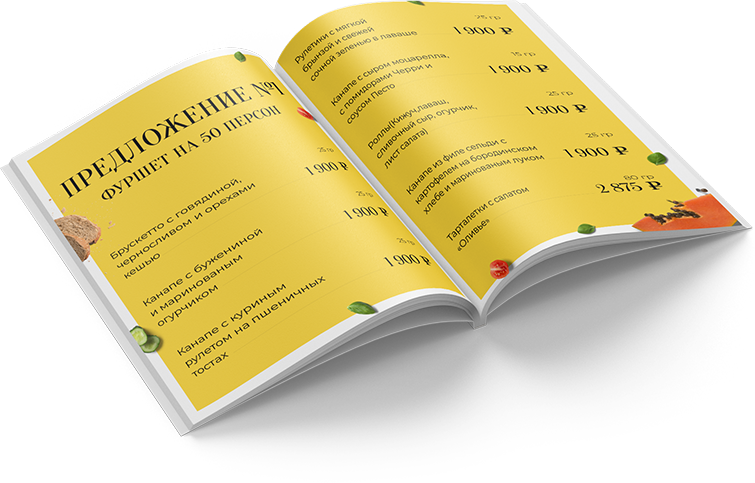 ПРЕДЛОЖЕНИЕ №1
ФУРШЕТ НА 50 ПЕРСОН
25 гр
Брускетто с говядиной,
черносливом и орехами
кешью
1 900 ₽
25 гр
Канапе с бужениной
и маринованым
огурчиком
1 900 ₽
25 гр
Канапе с куриным
рулетом на пшеничных
тостах
1 900 ₽
25 гр
Рулетики с мягкой
брынзой и свежей
сочной зеленью в лаваше
1 900 ₽
15 гр
Канапе с сыром моцарелла,
с помидорами Черри и
соусом Песто
1 900 ₽
25 гр
Роллы(Кикуч,лаваш,
сливочный сыр, огурчик,
лист салата)
1 900 ₽
25 гр
Канапе из филе сельди с
картофелем на бородинском
хлебе и маринованым луком
1 900 ₽
80 гр
Тарталетки с салатом
«Оливье»
2 875 ₽